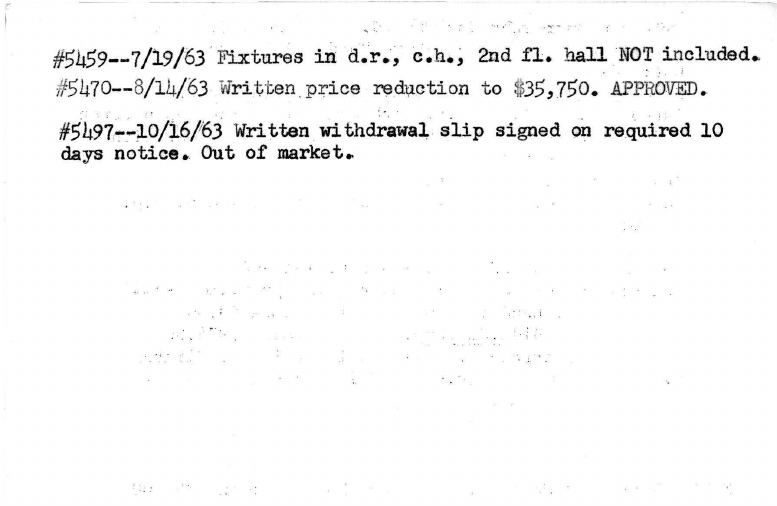 #5459--7/19/63 Fixtures in d.r., c.h., 2nd fl. hall NOT included.
#5470--8/14/63 Written price reduction to $35,750. APPROVED.
#5497--10/16/63 Written withdrawal slip signed on required 10
days notice. Out of market.